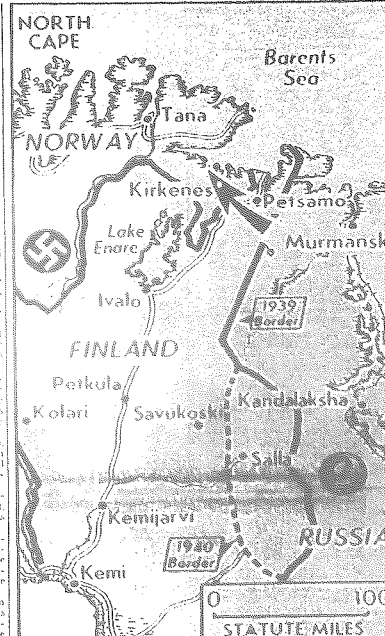 NORTH
CAPE
Barents
Sea
Tana
NORWAY
Kirkenes
Petsamo
Lake
Enare
Murmansk
Ivalo
1939
Border
FINLAND
Petkula
Kandalaksha
Kolari
Savukoski
Salla
Kemijarvi
RUSSIA
1940
Border
Kemi
0
100
STATUTE MILES